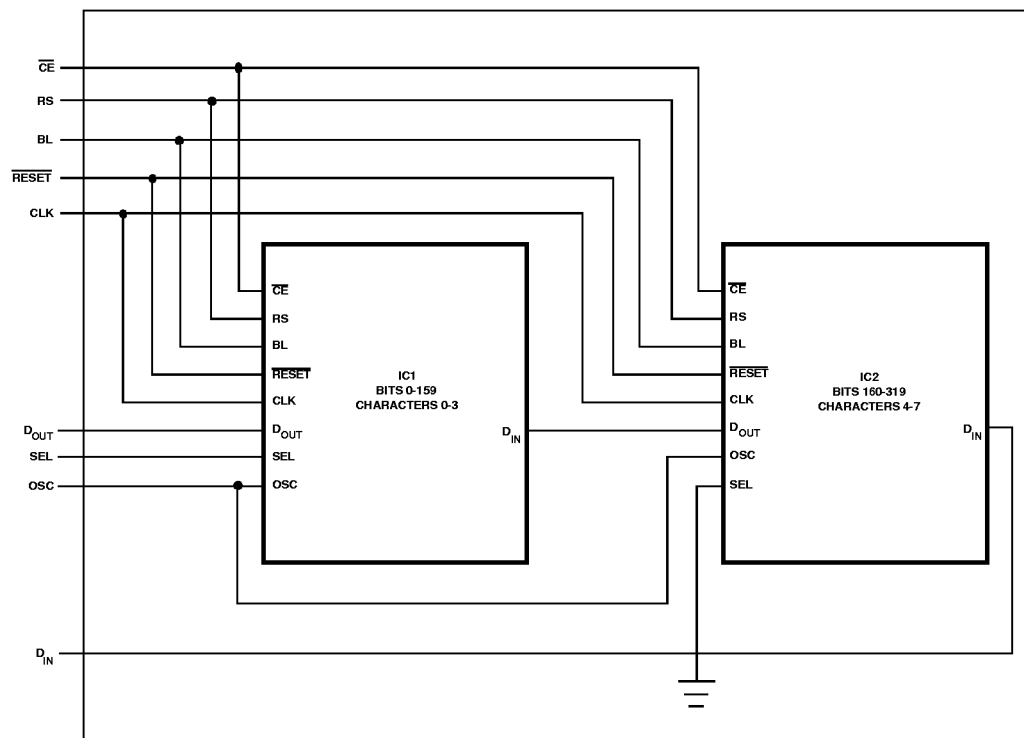 CE
RS
BL
RESET
CLK
DOUT
SEL
OSC
DIN
CE
RS
BL
RESET
CLK
DOUT
SEL
OSC
IC1
BITS 0-159
CHARACTERS 0-3
DIN
CE
RS
BL
RESET
CLK
DOUT
OSC
SEL
IC2
BITS 160-319
CHARACTERS 4-7
DIN